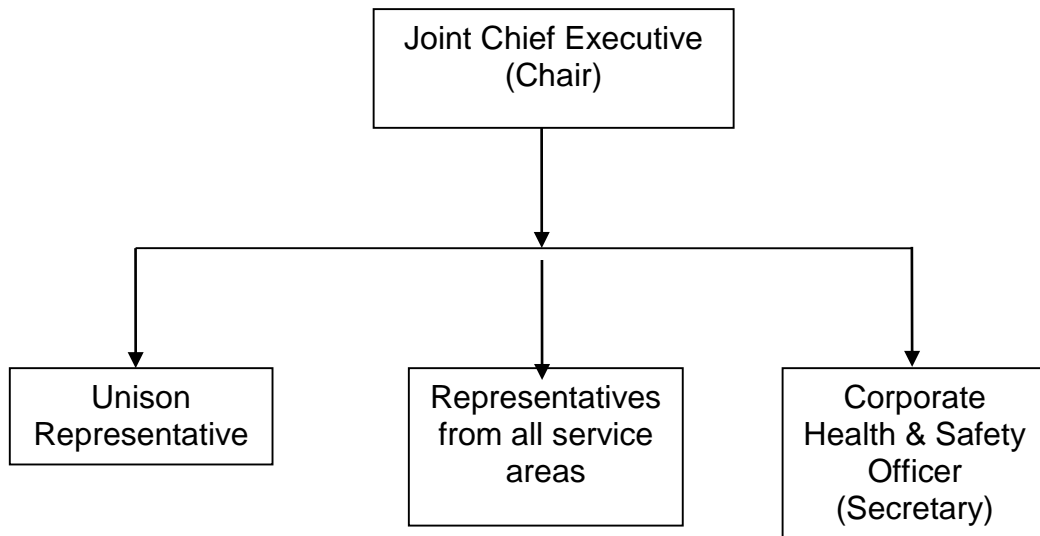 Joint Chief Executive
(Chair)
Unison
Representative
Representatives
from all service
areas
Corporate
Health & Safety
Officer
(Secretary)